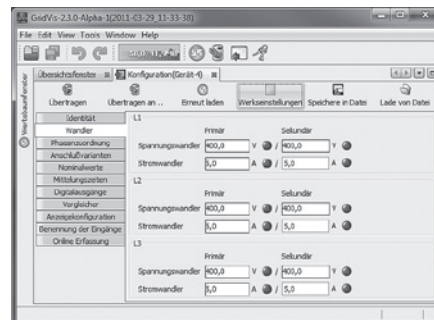 GridVis-2.3.0-Alpha-1(2011-03-29_11-33-38)
File Edit View Tools Window Help
Übersichtsfenster
Konfiguration(Gerät-4)
Wertebaumfenster
Übertragen Übertragen an .. Erneut laden Werkseinstellungen Speichere in Datei Lade von Datei
Identität
Wandler
Phasenzuordnung
Anschlußvarianten
Nominalwerte
Mittelungszeiten
Digitalausgänge
Vergleicher
Anzeigekonfiguration
Benennung der Eingänge
Online Erfassung
L1
Primär Sekundär
Spannungswandler 400,0 V / 400,0 V
Stromwandler 5,0 A / 5,0 A
L2
Primär Sekundär
Spannungswandler 400,0 V / 400,0 V
Stromwandler 5,0 A / 5,0 A
L3
Primär Sekundär
Spannungswandler 400,0 V / 400,0 V
Stromwandler 5,0 A / 5,0 A